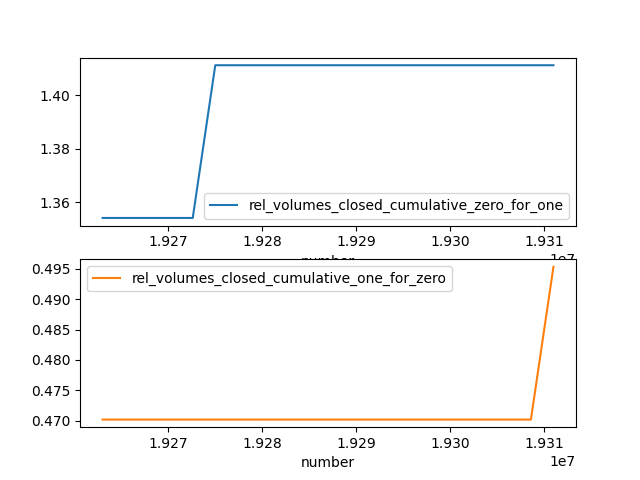 1.40
1.38
1.36
rel_volumes_closed_cumulative_zero_for_one
1.927 1.928 1.929 1.930 1.931
number
1e7
0.495
0.490
0.485
0.480
0.475
0.470
rel_volumes_closed_cumulative_one_for_zero
1.927 1.928 1.929 1.930 1.931
number
1e7